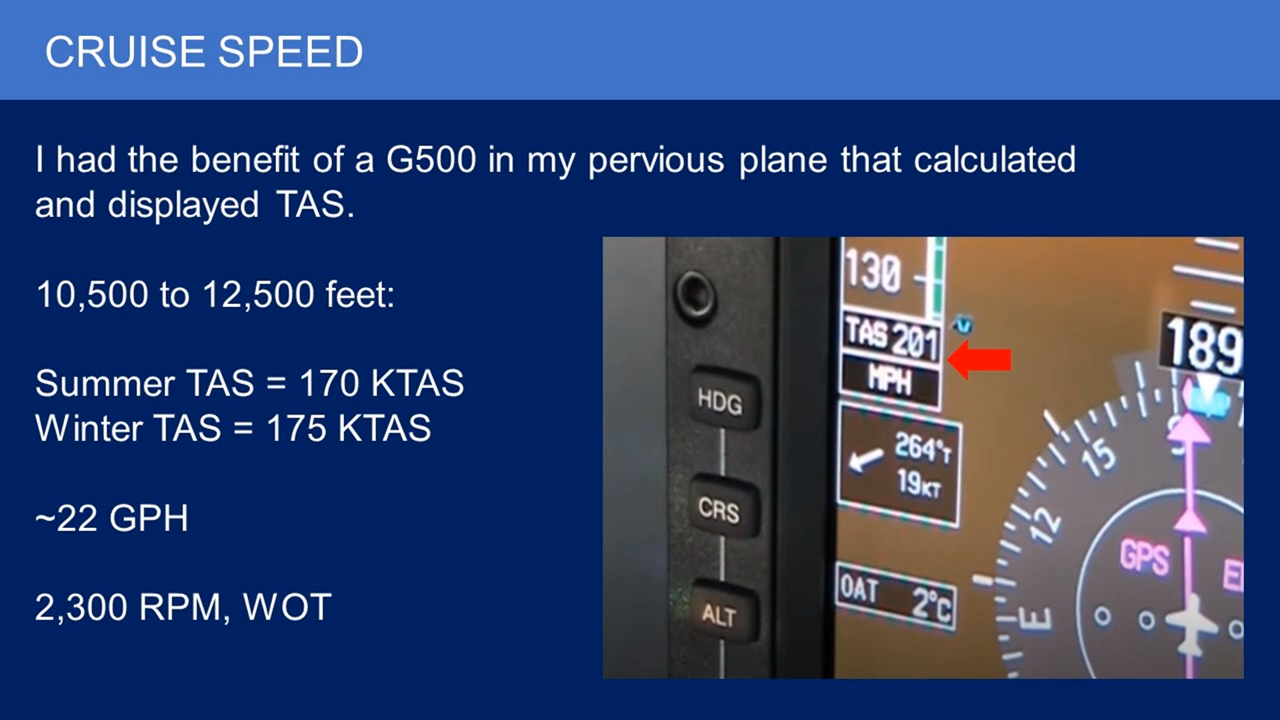 CRUISE SPEED
I had the benefit of a G500 in my pervious plane that calculated
and displayed TAS.
10,500 to 12,500 feet:
Summer TAS = 170 KTAS
Winter TAS = 175 KTAS
~22 GPH
2,300 RPM, WOT
130
TAS 201
MPH
189
HDG
264°T
19KT
15
CRS
12
GPS
OAT 2°C
ALT
E